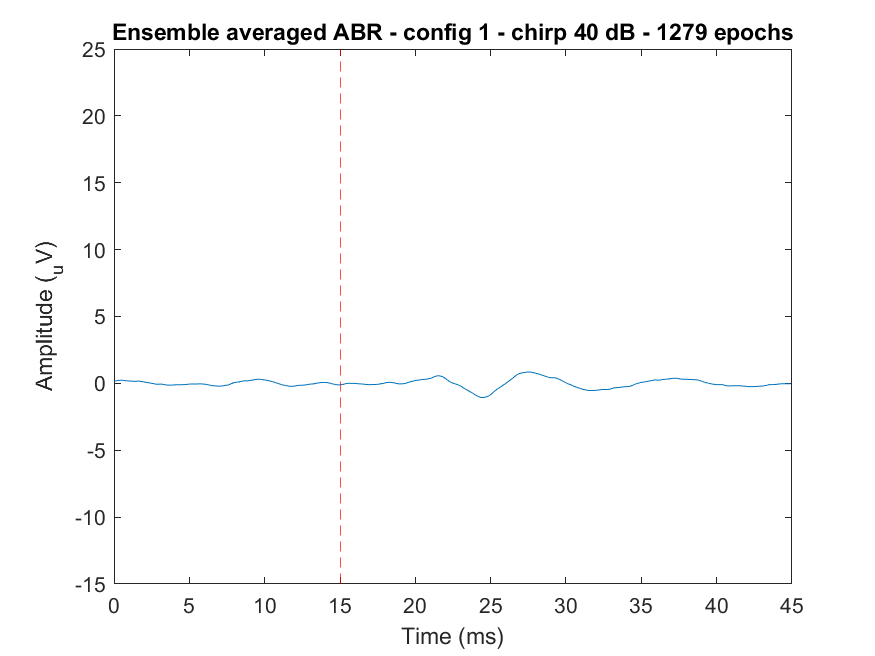 Ensemble averaged ABR - config 1 - chirp 40 dB - 1279 epochs
25
20
15
10
5
0
-5
-10
-15
Amplitude (_uV)
0 5 10 15 20 25 30 35 40 45
Time (ms)